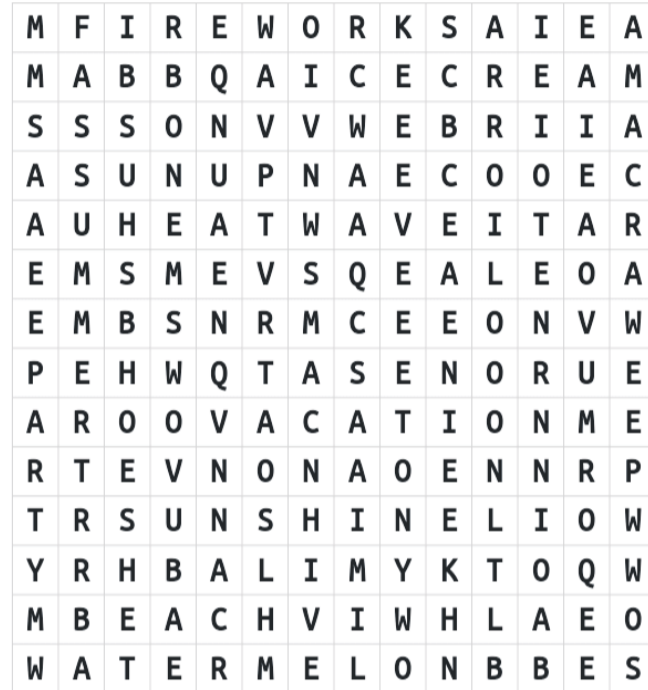 M F I R E W O R K S A I E A
M A B B Q A I C E C R E A M
S S S O N V V W E B R I I A
A S U N U P N A E C O O E C
A U H E A T W A V E I T A R
E M S M E V S Q E A L E O A
E M B S N R M C E E O N V W
P E H W Q T A S E N O R U E
A R O O V A C A T I O N M E
R T E V N O N A O E N N R P
T R S U N S H I N E L I O W
Y R H B A L I M Y K T O Q W
M B E A C H V I W H L A E O
W A T E R M E L O N B B E S